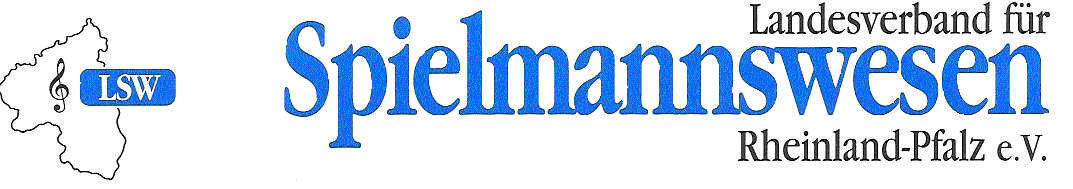 LSW
Landesverband für
Spielmannswesen
Rheinland-Pfalz e.V.